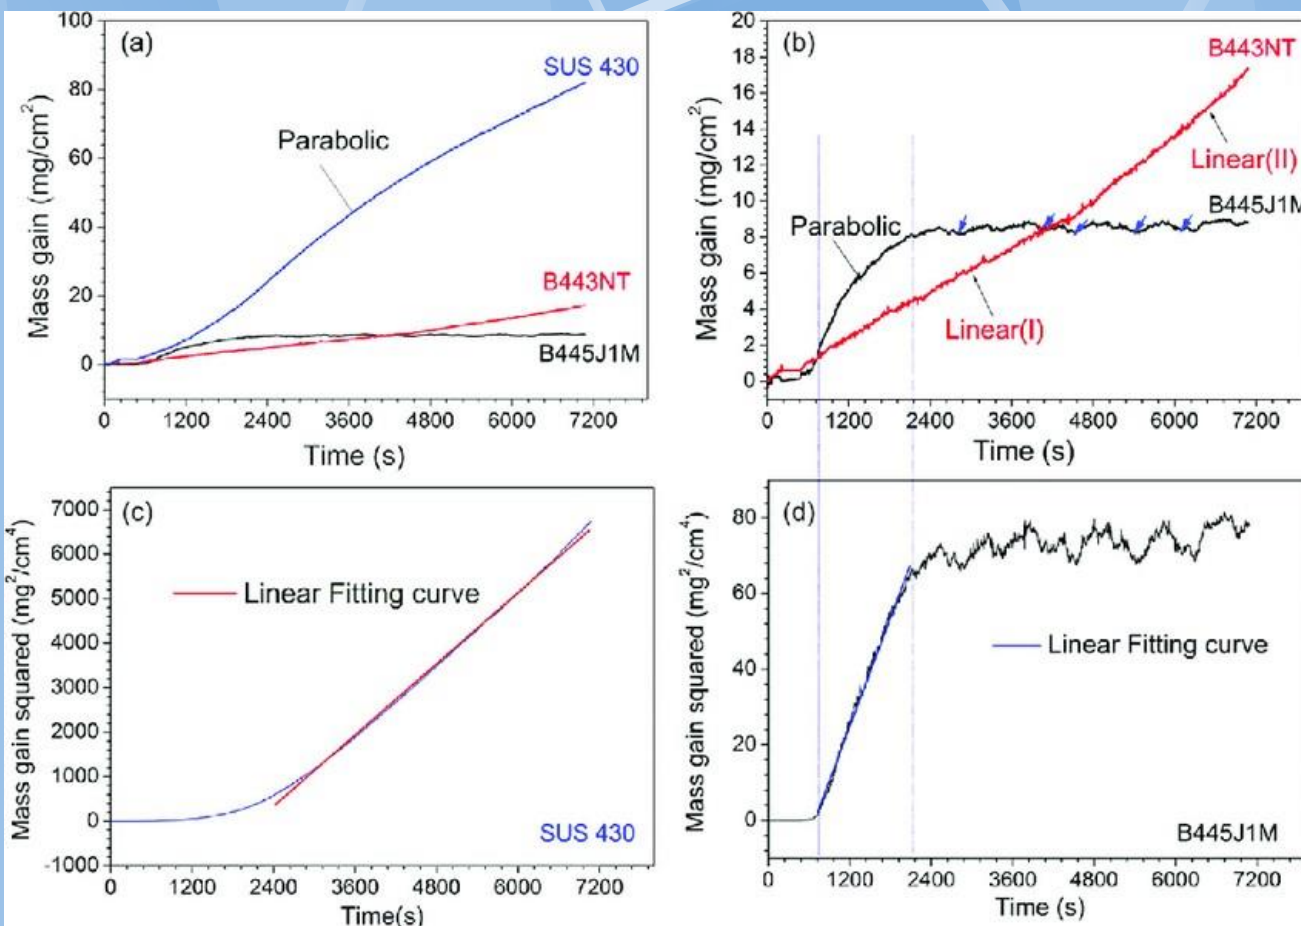 (a)
SUS 430
Parabolic
B443NT
B445J1M
Mass gain (mg/cm2)
100
80
60
40
20
0
0 1200 2400 3600 4800 6000 7200
Time (s)
(b)
B443NT
Linear(II)
B445J1M
Parabolic
Linear(I)
Mass gain (mg/cm2)
20
18
16
14
12
10
8
6
4
2
0
0 1200 2400 3600 4800 6000 7200
Time (s)
(c)
Linear Fitting curve
SUS 430
Mass gain squared (mg2/cm4)
7000
6000
5000
4000
3000
2000
1000
0
-1000
0 1200 2400 3600 4800 6000 7200
Time(s)
(d)
Linear Fitting curve
B445J1M
Mass gain squared (mg2/cm4)
80
60
40
20
0
0 1200 2400 3600 4800 6000 7200
Time (s)